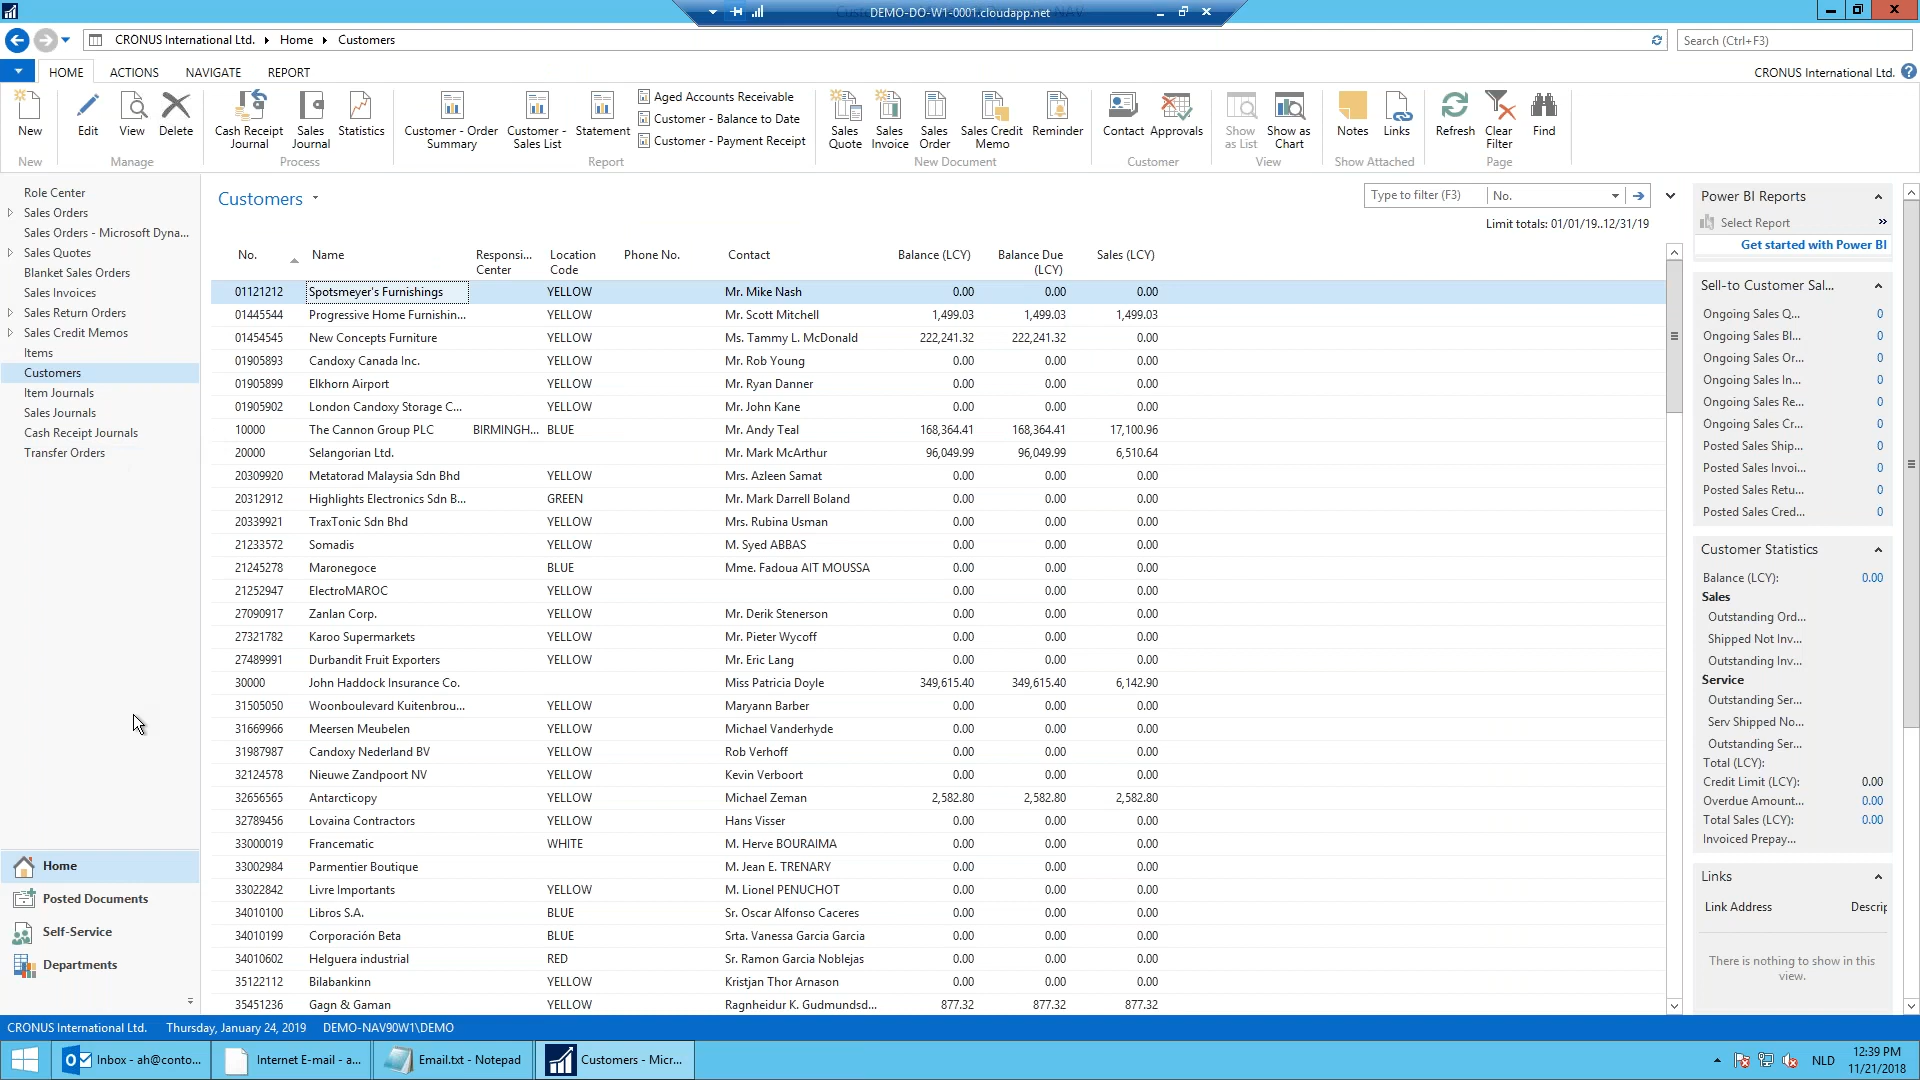 DEMO-DO-W1-0001.cloudapp.net
CRONUS International Ltd. Home Customers
Search (Ctrl+F3)
HOME ACTIONS NAVIGATE REPORT
CRONUS International Ltd.
New
Edit View Delete
Cash Receipt Journal
Sales Journal
Statistics
Customer - Order Summary
Customer - Sales List
Statement
Aged Accounts Receivable
Customer - Balance to Date
Customer - Payment Receipt
Sales Quote
Sales Invoice
Sales Order
Sales Credit Memo
Reminder
Contact Approvals
Show as List
Show as Chart
Notes Links
Refresh
Clear Filter
Find
New Manage Process Report New Document Customer View Show Attached Page
Role Center
Sales Orders
Sales Orders - Microsoft Dyna...
Sales Quotes
Blanket Sales Orders
Sales Invoices
Sales Return Orders
Sales Credit Memos
Items
Customers
Item Journals
Sales Journals
Cash Receipt Journals
Transfer Orders
Home
Posted Documents
Self-Service
Departments
Customers
Type to filter (F3) No.
Limit totals: 01/01/19..12/31/19
No. Name Responsi... Center Location Code Phone No. Contact Balance (LCY) Balance Due (LCY) Sales (LCY)
01121212 Spotsmeyer's Furnishings YELLOW Mr. Mike Nash 0.00 0.00 0.00
01445544 Progressive Home Furnishin... YELLOW Mr. Scott Mitchell 1,499.03 1,499.03 1,499.03
01454545 New Concepts Furniture YELLOW Ms. Tammy L. McDonald 222,241.32 222,241.32 0.00
01905893 Candoxy Canada Inc. YELLOW Mr. Rob Young 0.00 0.00 0.00
01905899 Elkhorn Airport YELLOW Mr. Ryan Danner 0.00 0.00 0.00
01905902 London Candoxy Storage C... YELLOW Mr. John Kane 0.00 0.00 0.00
10000 The Cannon Group PLC BIRMINGH... BLUE Mr. Andy Teal 168,364.41 168,364.41 17,100.96
20000 Selangorian Ltd. Mr. Mark McArthur 96,049.99 96,049.99 6,510.64
20309920 Metatorad Malaysia Sdn Bhd YELLOW Mrs. Azleen Samat 0.00 0.00 0.00
20312912 Highlights Electronics Sdn B... GREEN Mr. Mark Darrell Boland 0.00 0.00 0.00
20339921 TraxTonic Sdn Bhd YELLOW Mrs. Rubina Usman 0.00 0.00 0.00
21233572 Somadis YELLOW M. Syed ABBAS 0.00 0.00 0.00
21245278 Maronegoce BLUE Mme. Fadoua AIT MOUSSA 0.00 0.00 0.00
21252947 ElectroMAROC YELLOW 0.00 0.00 0.00
27090917 Zanlan Corp. YELLOW Mr. Derik Stenerson 0.00 0.00 0.00
27321782 Karoo Supermarkets YELLOW Mr. Pieter Wycoff 0.00 0.00 0.00
27489991 Durbandit Fruit Exporters YELLOW Mr. Eric Lang 0.00 0.00 0.00
30000 John Haddock Insurance Co. Miss Patricia Doyle 349,615.40 349,615.40 6,142.90
31505050 Woonboulevard Kuitenbrou... YELLOW Maryann Barber 0.00 0.00 0.00
31669966 Meersen Meubelen YELLOW Michael Vanderhyde 0.00 0.00 0.00
31987987 Candoxy Nederland BV YELLOW Rob Verhoff 0.00 0.00 0.00
32124578 Nieuwe Zandpoort NV YELLOW Kevin Verboort 0.00 0.00 0.00
32656565 Antarcticopy YELLOW Michael Zeman 2,582.80 2,582.80 2,582.80
32789456 Lovaina Contractors YELLOW Hans Visser 0.00 0.00 0.00
33000019 Francematic WHITE M. Herve BOURAIMA 0.00 0.00 0.00
33002984 Parmentier Boutique M. Jean E. TRENARY 0.00 0.00 0.00
33022842 Livre Importants YELLOW M. Lionel PENUCHOT 0.00 0.00 0.00
34010100 Libros S.A. BLUE Sr. Oscar Alfonso Caceres 0.00 0.00 0.00
34010199 Corporación Beta BLUE Srta. Vanessa Garcia Garcia 0.00 0.00 0.00
34010602 Helguera industrial RED Sr. Ramon Garcia Noblejas 0.00 0.00 0.00
35122112 Bilabankinn YELLOW Kristjan Thor Arnason 0.00 0.00 0.00
35451236 Gagn & Gaman YELLOW Ragnheidur K. Gudmundsd... 877.32 877.32 877.32
Power BI Reports
Select Report »
Get started with Power BI
Sell-to Customer Sal...
Ongoing Sales Q... 0
Ongoing Sales Bl... 0
Ongoing Sales Or... 0
Ongoing Sales In... 0
Ongoing Sales Re... 0
Ongoing Sales Cr... 0
Posted Sales Ship... 0
Posted Sales Invoi... 0
Posted Sales Retu... 0
Posted Sales Cred... 0
Customer Statistics
Balance (LCY): 0.00
Sales
Outstanding Ord...
Shipped Not Inv...
Outstanding Inv...
Service
Outstanding Ser...
Serv Shipped No...
Outstanding Ser...
Total (LCY):
Credit Limit (LCY): 0.00
Overdue Amount... 0.00
Total Sales (LCY): 0.00
Invoiced Prepay...
Links
Link Address Descrip
There is nothing to show in this view.
CRONUS International Ltd. Thursday, January 24, 2019 DEMO-NAV90W1\DEMO
Inbox - ah@conto... Internet E-mail - a... Email.txt - Notepad Customers - Micr...
NLD 12:39 PM
11/21/2018